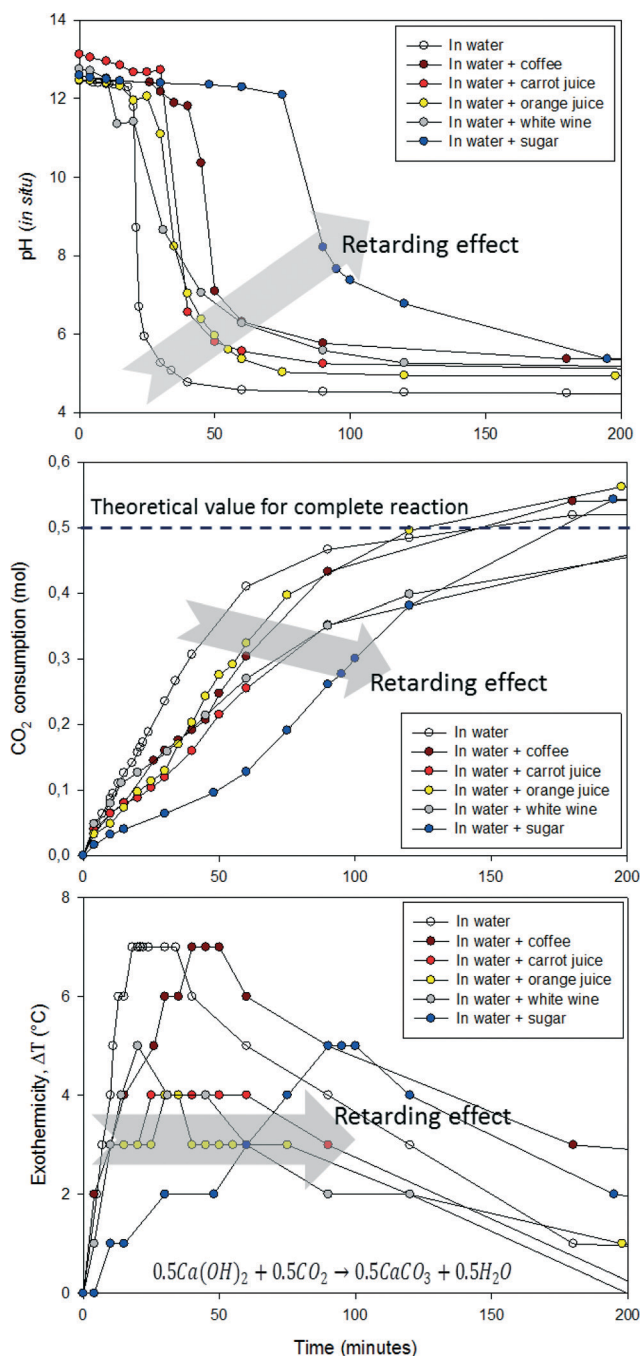 14
12
10
8
6
4
pH (in situ)
In water
In water + coffee
In water + carrot juice
In water + orange juice
In water + white wine
In water + sugar
Retarding effect
0 50 100 150 200
0,6
0,5
0,4
0,3
0,2
0,1
0,0
CO2 consumption (mol)
Theoretical value for complete reaction
Retarding effect
In water
In water + coffee
In water + carrot juice
In water + orange juice
In water + white wine
In water + sugar
0 50 100 150 200
8
6
4
2
0
Exothermicity, ΔT (°C)
In water
In water + coffee
In water + carrot juice
In water + orange juice
In water + white wine
In water + sugar
Retarding effect
0.5Ca(OH)2 + 0.5CO2 → 0.5CaCO3 + 0.5H2O
0 50 100 150 200
Time (minutes)